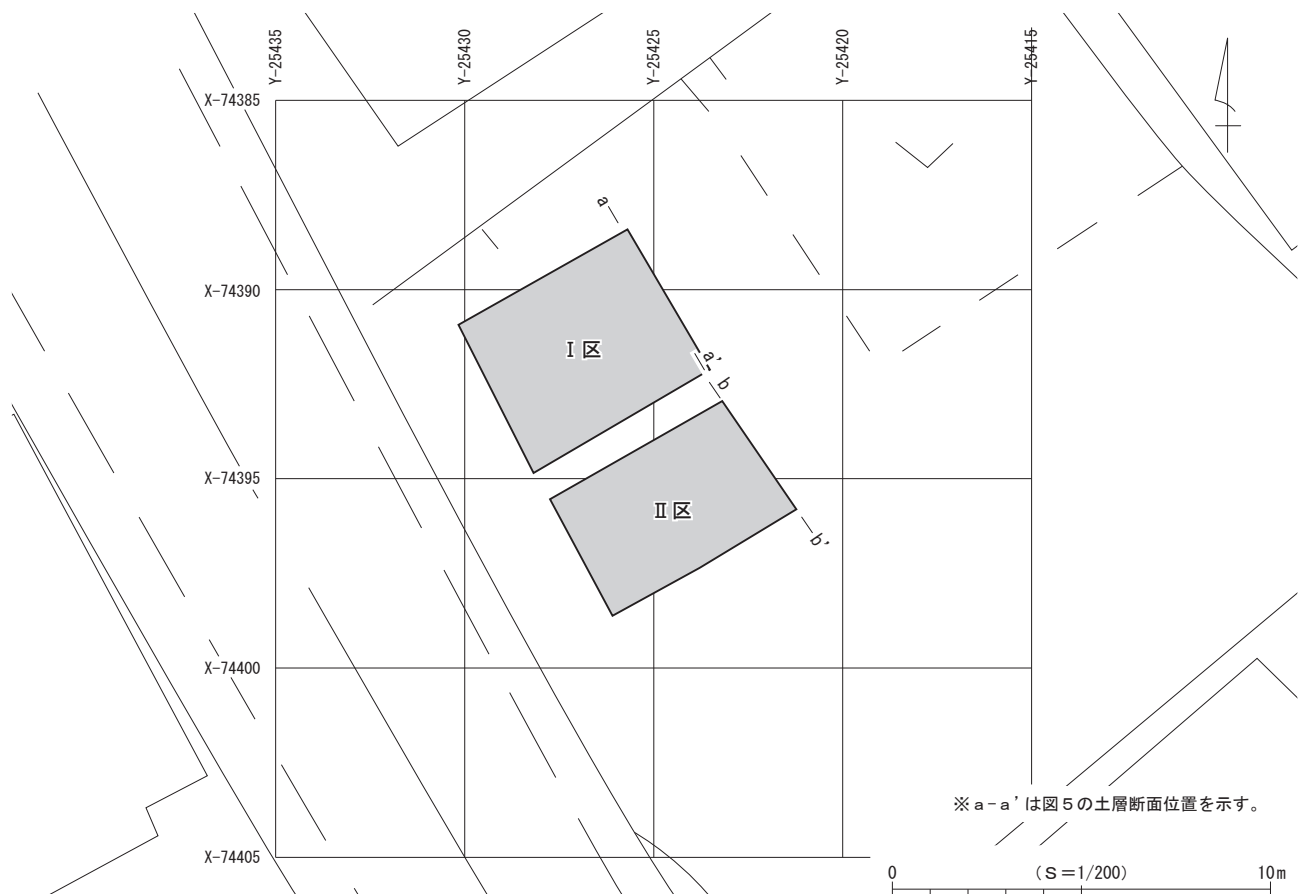 Y-25435
Y-25430
Y-25425
Y-25420
Y-25415
X-74385
X-74390
X-74395
X-74400
X-74405
a
Ⅰ区
a'
b
Ⅱ区
b'
※a-a'は図5の土層断面位置を示す。
0 (S=1/200) 10m